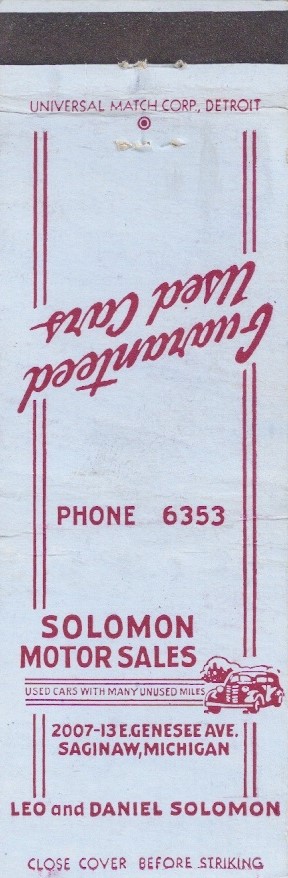 UNIVERSAL MATCH CORP., DETROIT
Guaranteed
Used Cars
PHONE 6353
SOLOMON
MOTOR SALES
USED CARS WITH MANY UNUSED MILES
2007-13 E. GENESEE AVE.
SAGINAW, MICHIGAN
LEO and DANIEL SOLOMON
CLOSE COVER BEFORE STRIKING